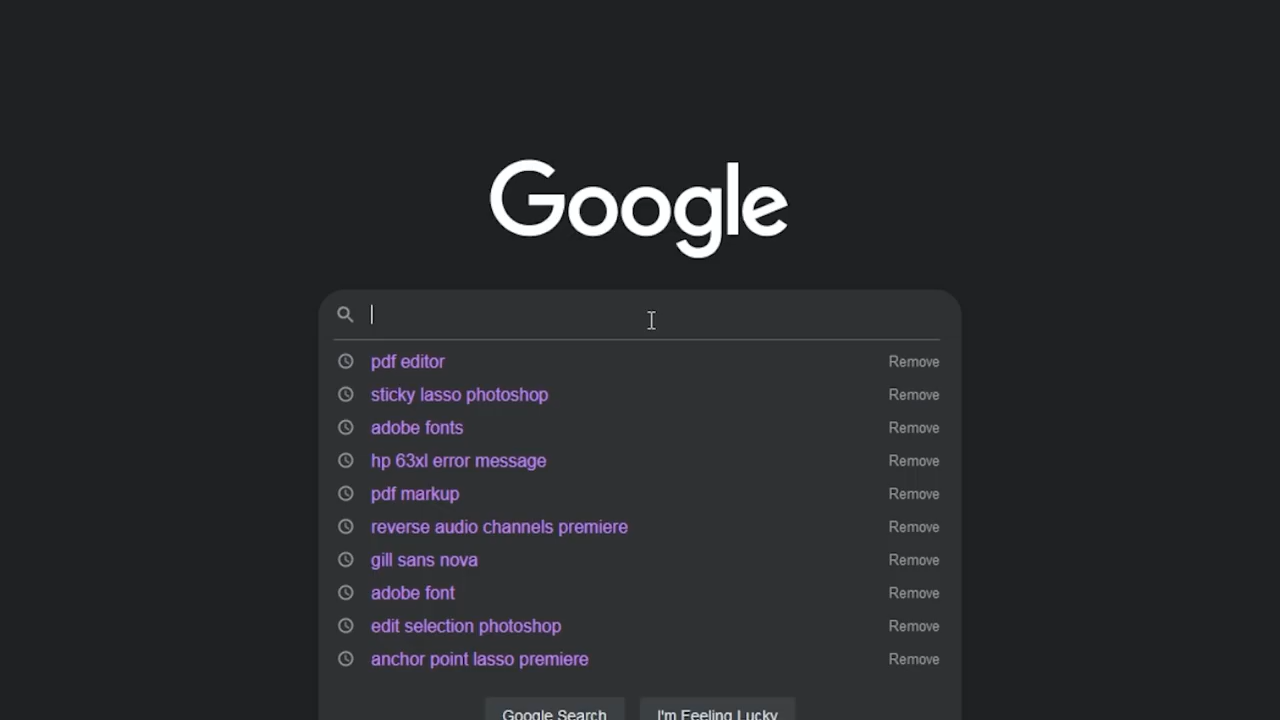 Google
pdf editor Remove
sticky lasso photoshop Remove
adobe fonts Remove
hp 63xl error message Remove
pdf markup Remove
reverse audio channels premiere Remove
gill sans nova Remove
adobe font Remove
edit selection photoshop Remove
anchor point lasso premiere Remove
Google Search I'm Feeling Lucky